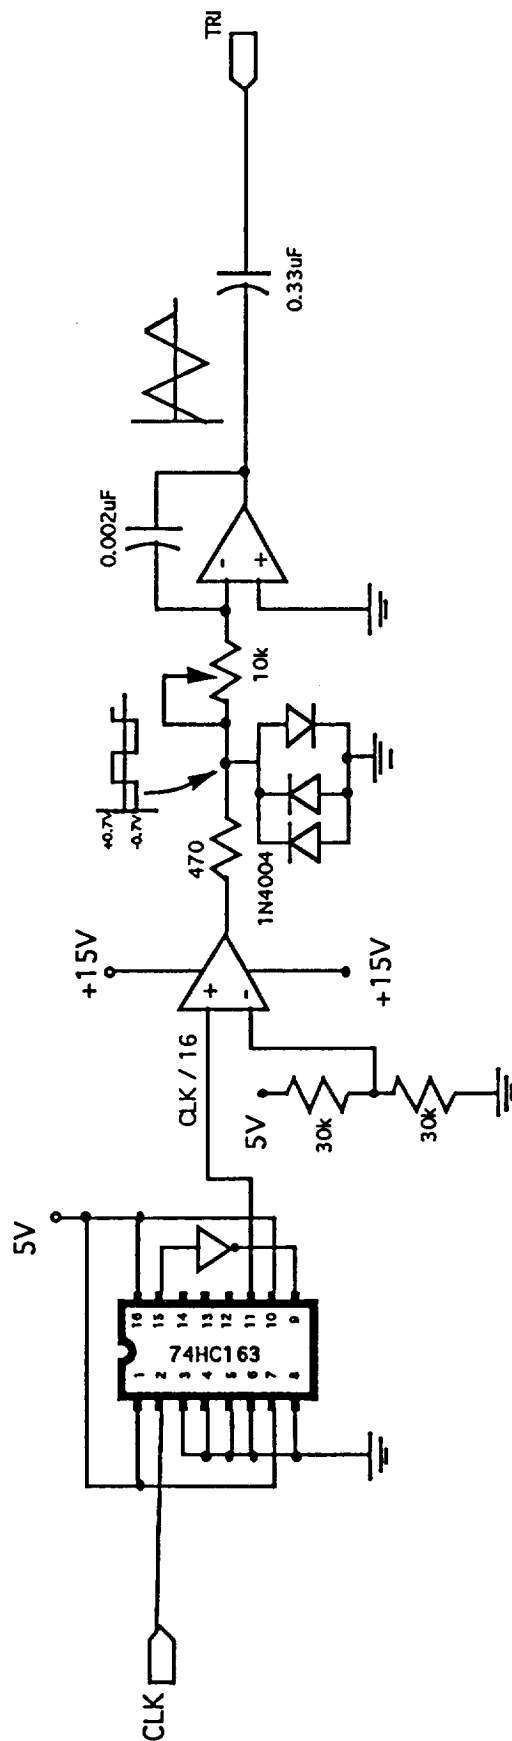 CLK
5V
74HC163
1
2
3
4
5
6
7
8
16
15
14
13
12
11
10
9
CLK / 16
5V
30k
30k
+15V
+15V
+
-
470
1N4004
+0.7V
-0.7V
10k
0.002uF
-
+
0.33uF
TRI